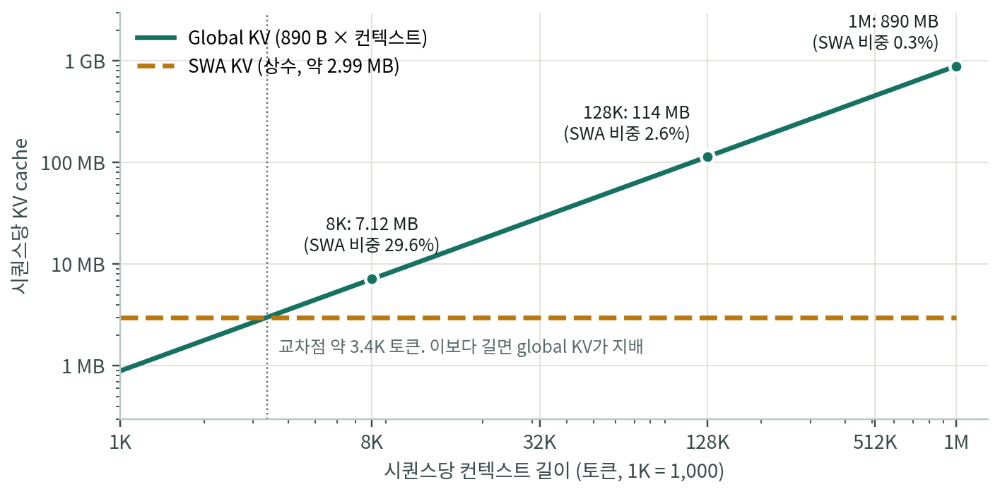 Global KV (890 B × 컨텍스트)
SWA KV (상수, 약 2.99 MB)
1M: 890 MB
(SWA 비중 0.3%)
128K: 114 MB
(SWA 비중 2.6%)
8K: 7.12 MB
(SWA 비중 29.6%)
교차점 약 3.4K 토큰. 이보다 길면 global KV가 지배
시퀀스당 KV cache
1 GB
100 MB
10 MB
1 MB
1K
8K
32K
128K
512K
1M
시퀀스당 컨텍스트 길이 (토큰, 1K = 1,000)